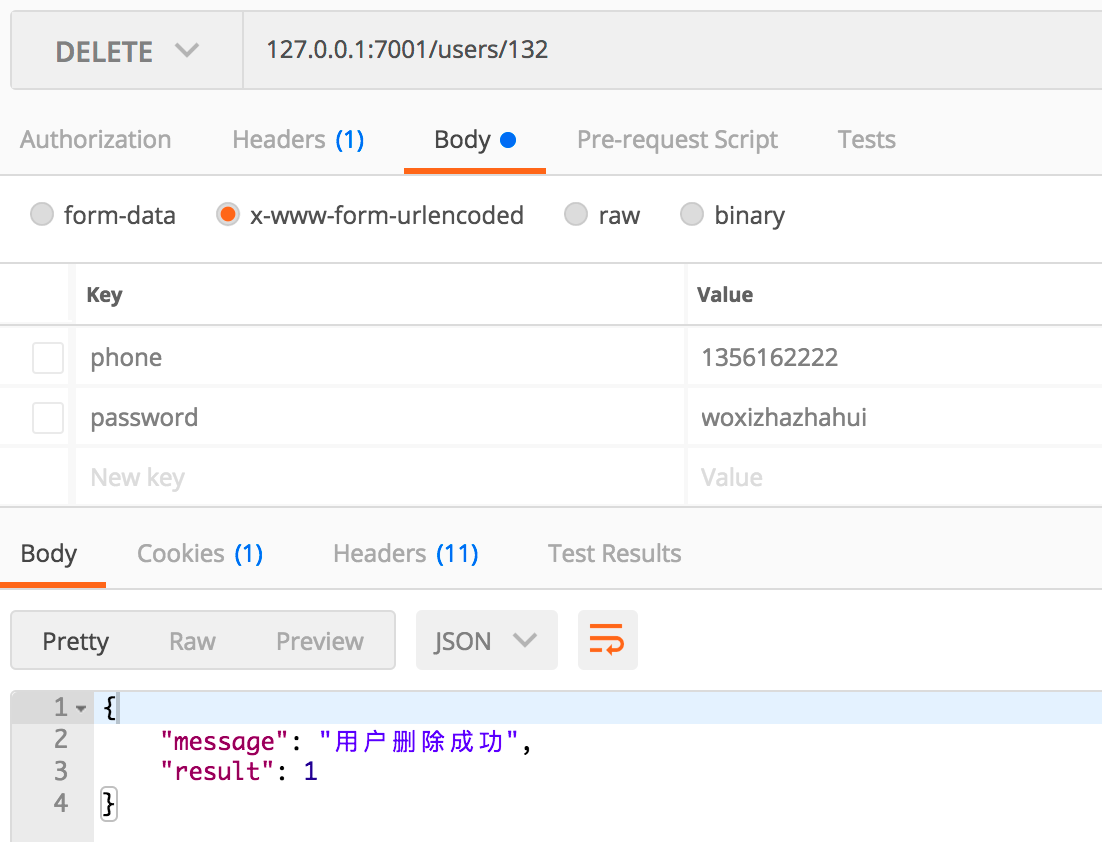 DELETE 127.0.0.1:7001/users/132
Authorization Headers (1) Body Pre-request Script Tests
form-data x-www-form-urlencoded raw binary
Key Value
phone 1356162222
password woxizhazhahui
New key Value
Body Cookies (1) Headers (11) Test Results
Pretty Raw Preview JSON
1 {
2 "message": "用户删除成功",
3 "result": 1
4 }